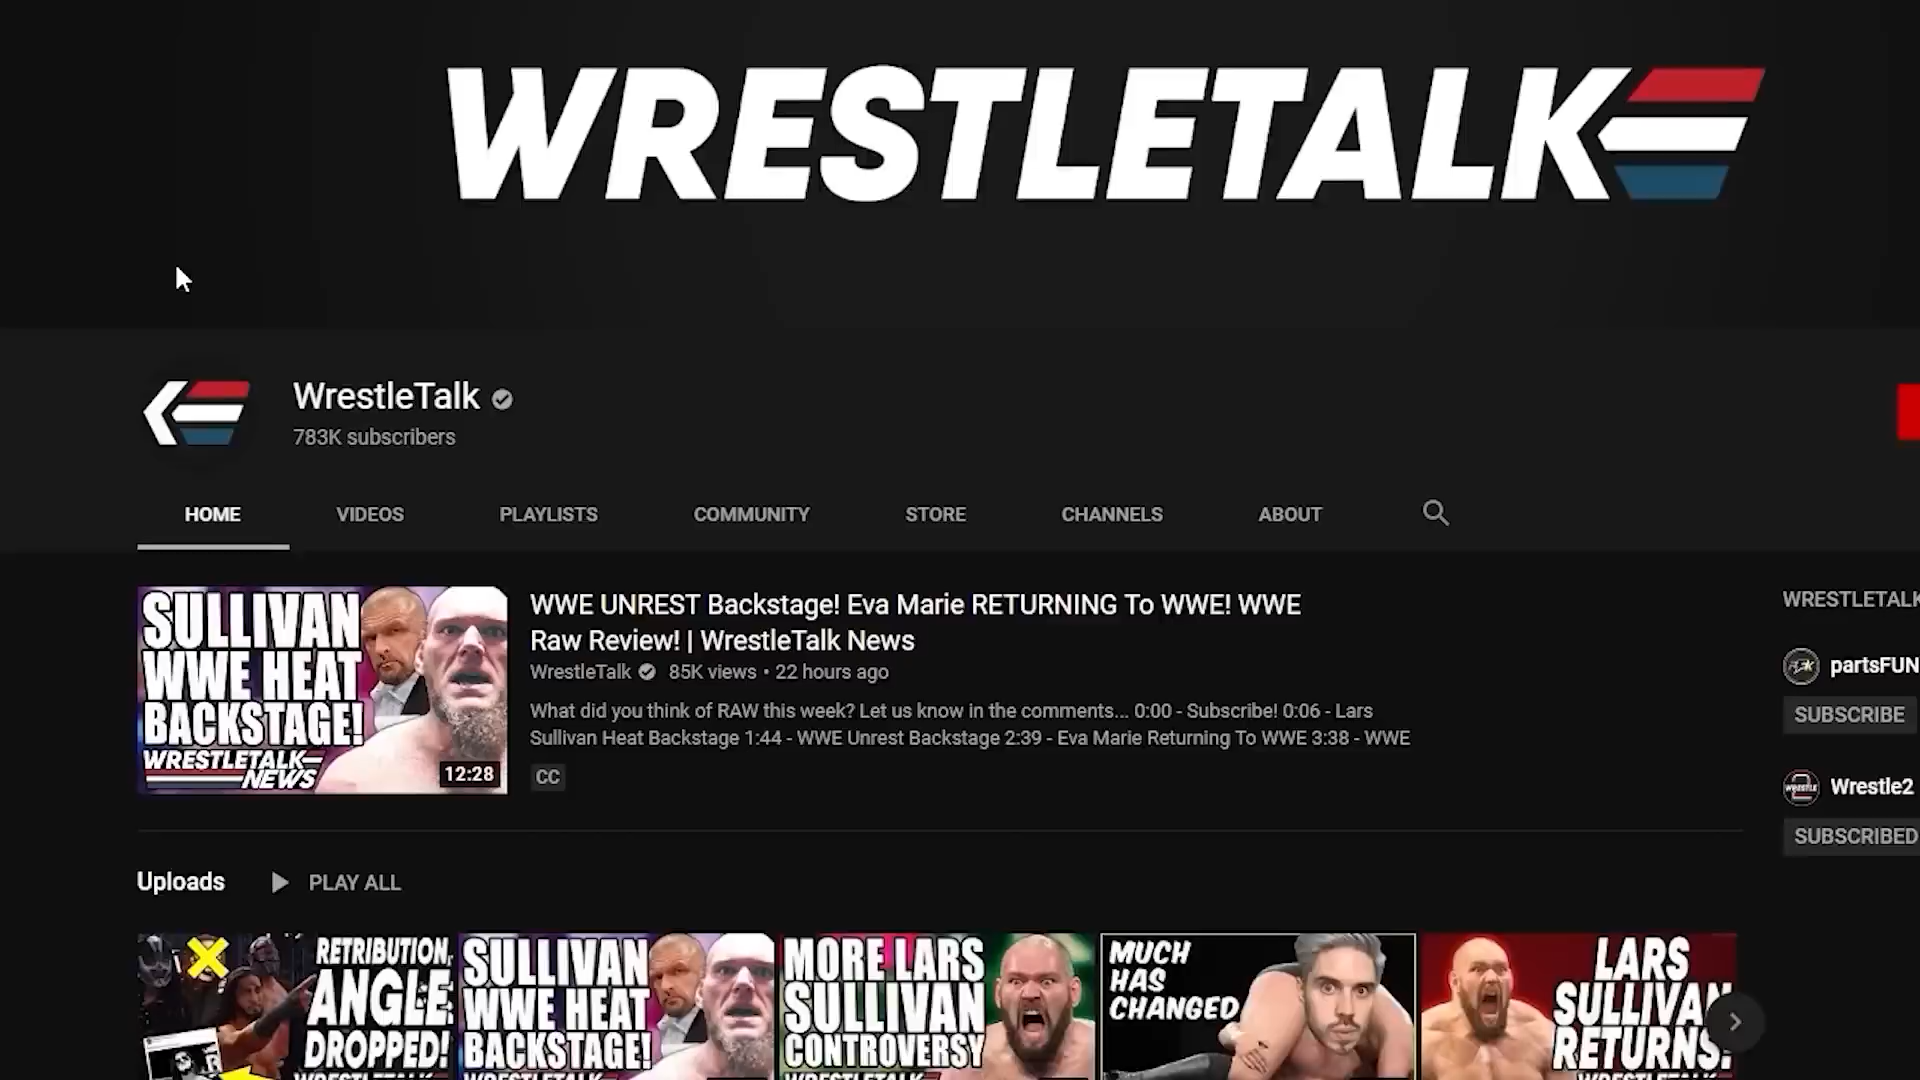 WRESTLETALK
WrestleTalk
783K subscribers
HOME VIDEOS PLAYLISTS COMMUNITY STORE CHANNELS ABOUT
SULLIVAN
WWE HEAT
BACKSTAGE!
WRESTLETALK
NEWS
12:28
WWE UNREST Backstage! Eva Marie RETURNING To WWE! WWE
Raw Review! | WrestleTalk News
WrestleTalk 85K views • 22 hours ago
What did you think of RAW this week? Let us know in the comments... 0:00 - Subscribe! 0:06 - Lars
Sullivan Heat Backstage 1:44 - WWE Unrest Backstage 2:39 - Eva Marie Returning To WWE 3:38 - WWE
CC
WRESTLETALK
partsFUN
SUBSCRIBE
Wrestle2
SUBSCRIBED
Uploads PLAY ALL
RETRIBUTION
ANGLE
DROPPED!
SULLIVAN
WWE HEAT
BACKSTAGE!
MORE LARS
SULLIVAN
CONTROVERSY
MUCH
HAS
CHANGED
LARS
SULLIVAN
RETURNS!